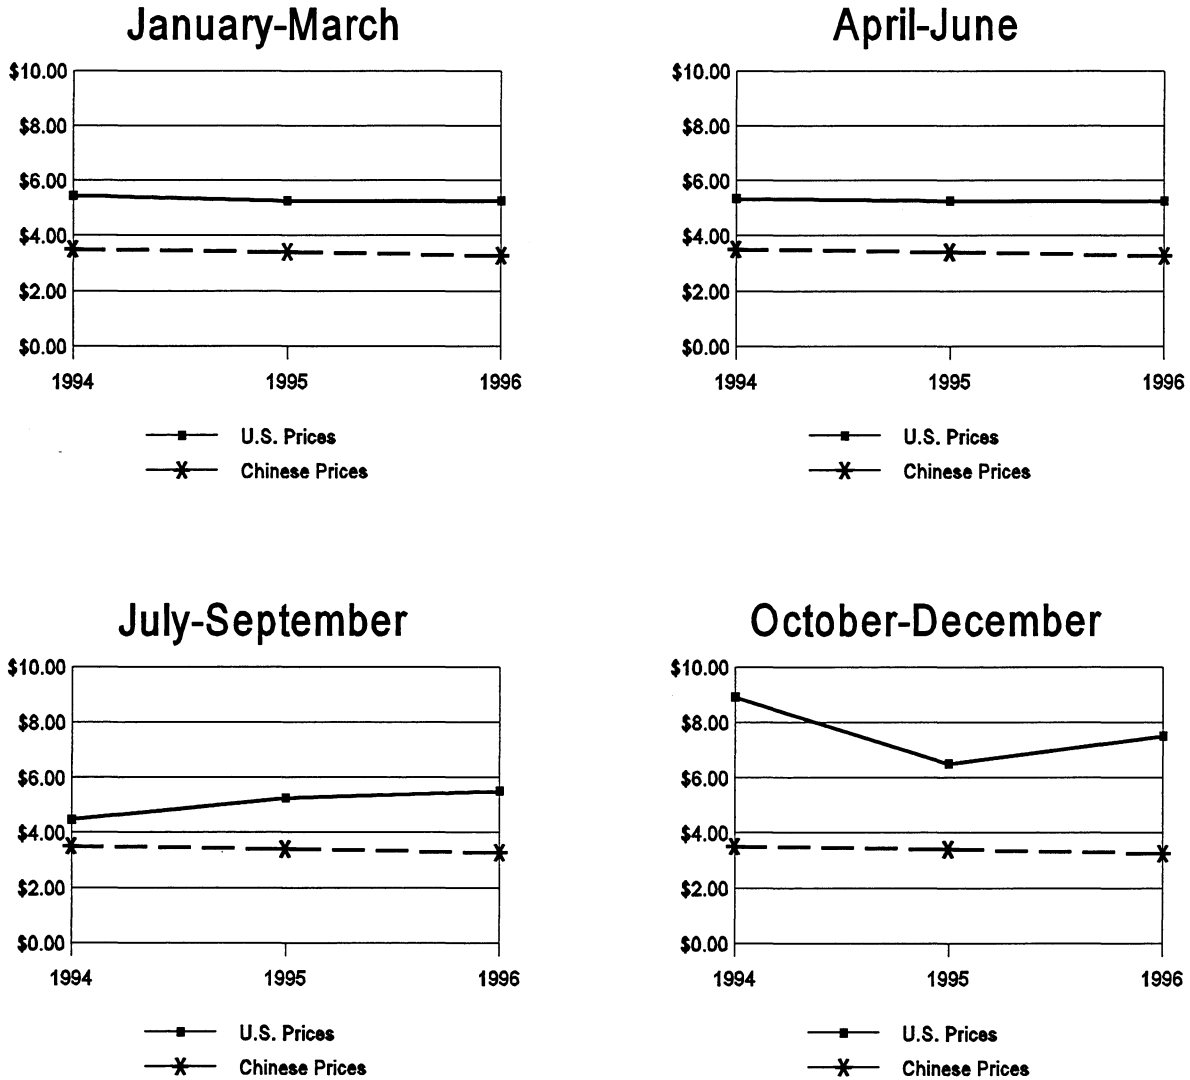 January-March
$10.00
$8.00
$6.00
$4.00
$2.00
$0.00
1994 1995 1996
U.S. Prices
Chinese Prices
April-June
$10.00
$8.00
$6.00
$4.00
$2.00
$0.00
1994 1995 1996
U.S. Prices
Chinese Prices
July-September
$10.00
$8.00
$6.00
$4.00
$2.00
$0.00
1994 1995 1996
U.S. Prices
Chinese Prices
October-December
$10.00
$8.00
$6.00
$4.00
$2.00
$0.00
1994 1995 1996
U.S. Prices
Chinese Prices